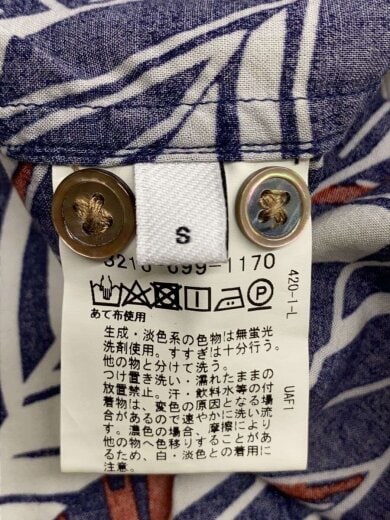 S
3216-699-1170
あて布使用
生成・淡色系の色物は無蛍光
洗剤使用。すすぎは十分行う。
他の物と分けて洗う。
つけ置き洗い・濡れたままの
放置禁止。汗・飲料水等の付
着物は、変色の原因となる場
合があるので速やかに洗い流
す。濃色の場合、摩擦により
他の物へ色移りすることがあ
るため、白・淡色との着用に
注意。
420-1-L
UAF1